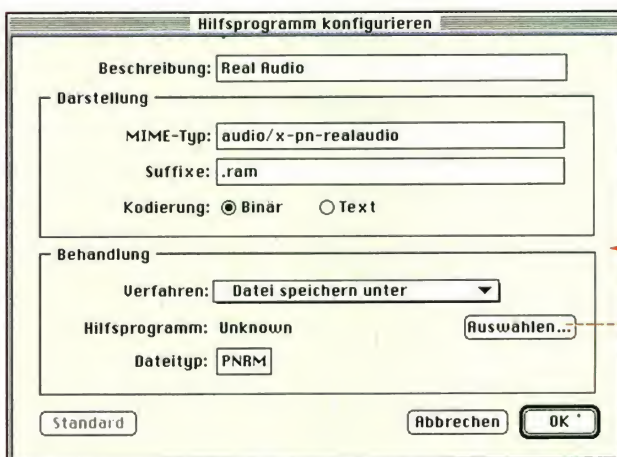 Hilfsprogramm konfigurieren
Beschreibung: Real Audio
Darstellung
MIME-Typ: audio/x-pn-realaudio
Suffixe: .ram
Kodierung: Binär Text
Behandlung
Verfahren: Datei speichern unter
Hilfsprogramm: Unknown Auswahlen...
Dateityp: PNRM
Standard Abbrechen OK